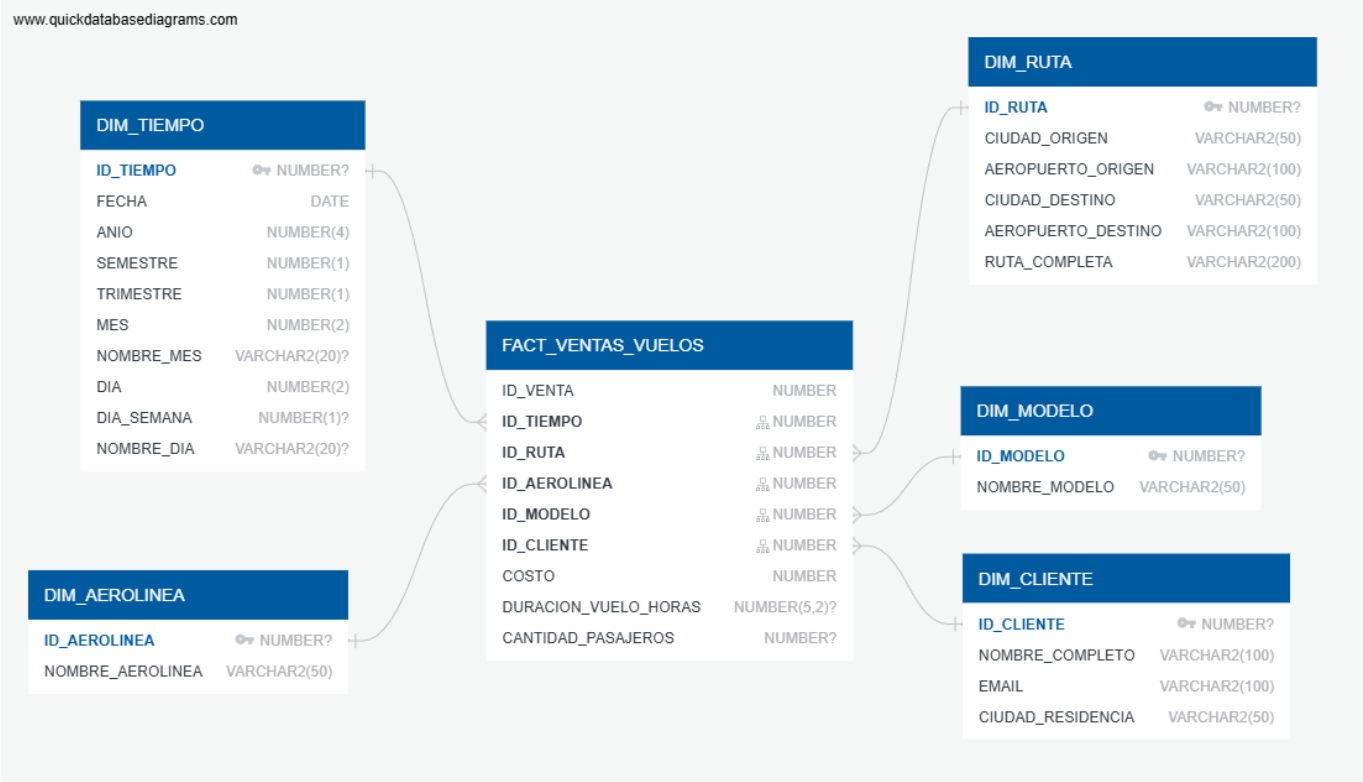 www.quickdatabasediagrams.com
DIM_TIEMPO
ID_TIEMPO NUMBER?
FECHA DATE
ANIO NUMBER(4)
SEMESTRE NUMBER(1)
TRIMESTRE NUMBER(1)
MES NUMBER(2)
NOMBRE_MES VARCHAR2(20)?
DIA NUMBER(2)
DIA_SEMANA NUMBER(1)?
NOMBRE_DIA VARCHAR2(20)?
DIM_AEROLINEA
ID_AEROLINEA NUMBER?
NOMBRE_AEROLINEA VARCHAR2(50)
FACT_VENTAS_VUELOS
ID_VENTA NUMBER
ID_TIEMPO NUMBER
ID_RUTA NUMBER
ID_AEROLINEA NUMBER
ID_MODELO NUMBER
ID_CLIENTE NUMBER
COSTO NUMBER
DURACION_VUELO_HORAS NUMBER(5,2)?
CANTIDAD_PASAJEROS NUMBER?
DIM_RUTA
ID_RUTA NUMBER?
CIUDAD_ORIGEN VARCHAR2(50)
AEROPUERTO_ORIGEN VARCHAR2(100)
CIUDAD_DESTINO VARCHAR2(50)
AEROPUERTO_DESTINO VARCHAR2(100)
RUTA_COMPLETA VARCHAR2(200)
DIM_MODELO
ID_MODELO NUMBER?
NOMBRE_MODELO VARCHAR2(50)
DIM_CLIENTE
ID_CLIENTE NUMBER?
NOMBRE_COMPLETO VARCHAR2(100)
EMAIL VARCHAR2(100)
CIUDAD_RESIDENCIA VARCHAR2(50)